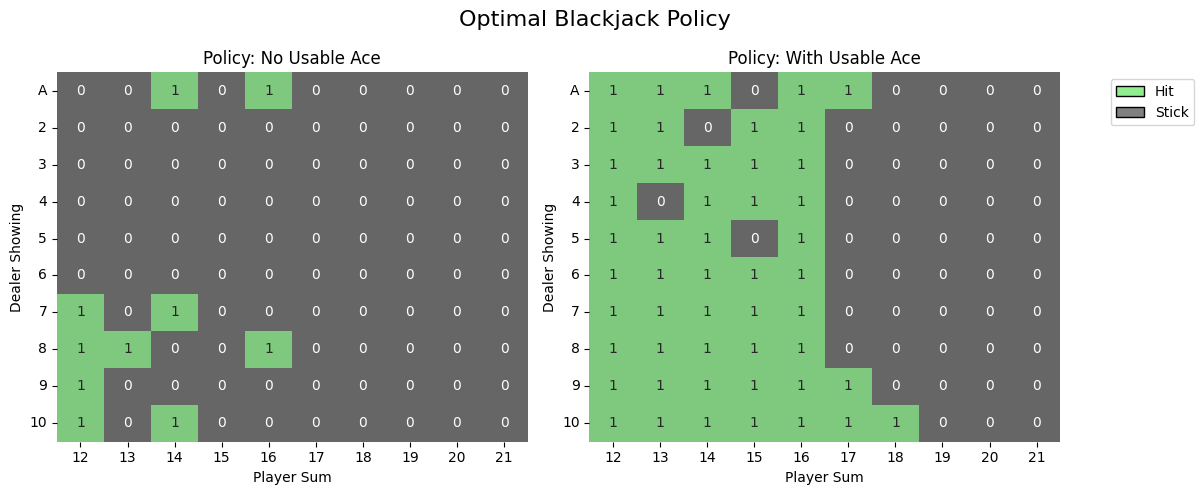 Optimal Blackjack Policy
Policy: No Usable Ace
Dealer Showing
A 0 0 1 0 1 0 0 0 0 0
2 0 0 0 0 0 0 0 0 0 0
3 0 0 0 0 0 0 0 0 0 0
4 0 0 0 0 0 0 0 0 0 0
5 0 0 0 0 0 0 0 0 0 0
6 0 0 0 0 0 0 0 0 0 0
7 1 0 1 0 0 0 0 0 0 0
8 1 1 0 0 1 0 0 0 0 0
9 1 0 0 0 0 0 0 0 0 0
10 1 0 1 0 0 0 0 0 0 0
12 13 14 15 16 17 18 19 20 21
Player Sum
Policy: With Usable Ace
Dealer Showing
A 1 1 1 0 1 1 0 0 0 0
2 1 1 0 1 1 0 0 0 0 0
3 1 1 1 1 1 0 0 0 0 0
4 1 0 1 1 1 0 0 0 0 0
5 1 1 1 0 1 0 0 0 0 0
6 1 1 1 1 1 0 0 0 0 0
7 1 1 1 1 1 0 0 0 0 0
8 1 1 1 1 1 0 0 0 0 0
9 1 1 1 1 1 1 0 0 0 0
10 1 1 1 1 1 1 1 0 0 0
12 13 14 15 16 17 18 19 20 21
Player Sum
Hit
Stick